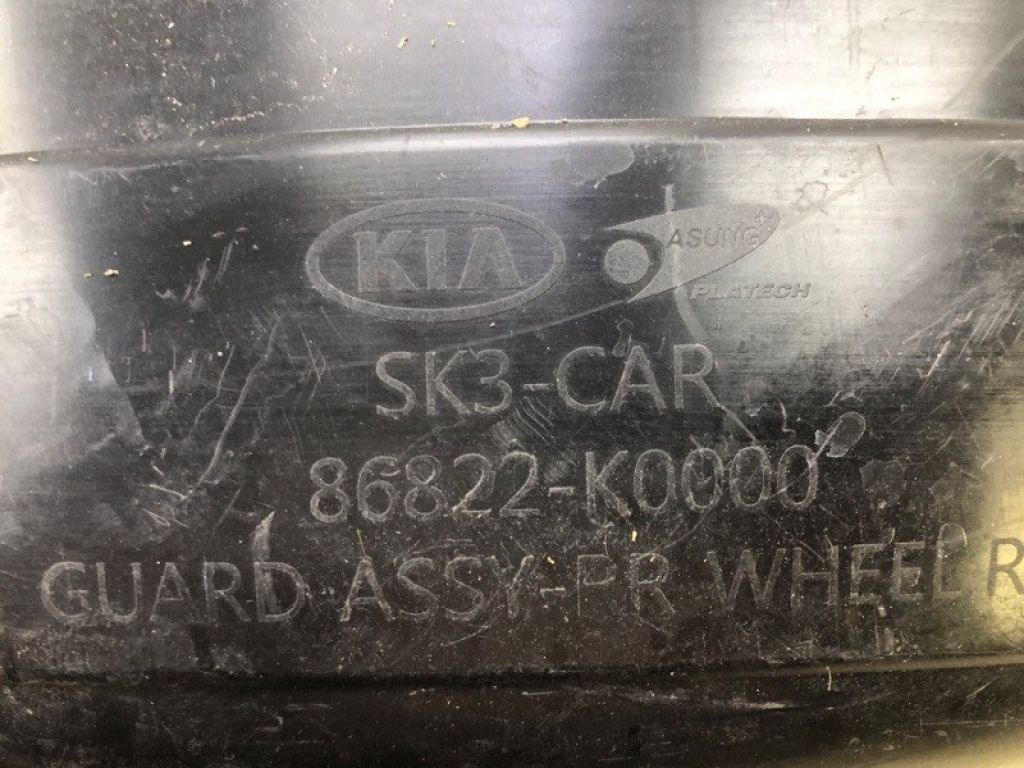 KIA ASUNG
PLATECH
SK3-CAR
86822-K0000
GUARD ASSY-FR WHEEL R